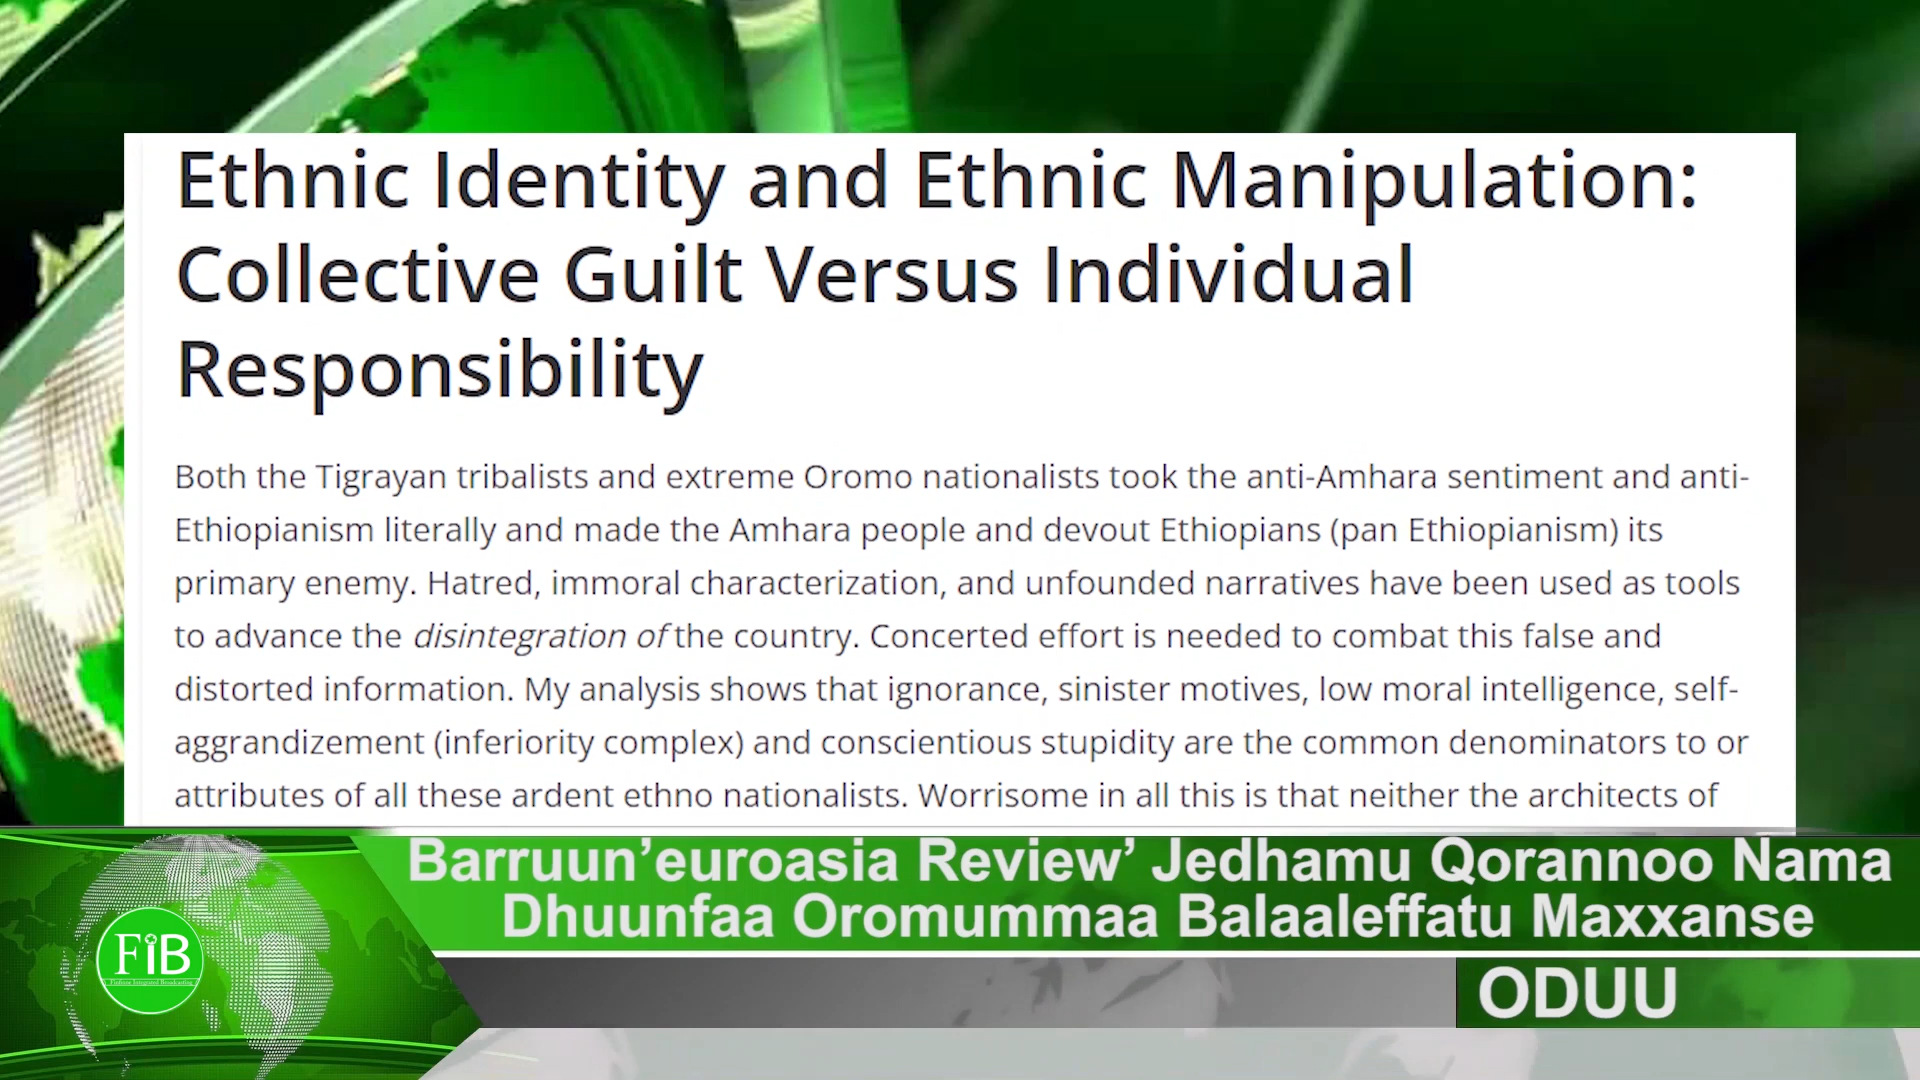 Ethnic Identity and Ethnic Manipulation:
Collective Guilt Versus Individual
Responsibility
Both the Tigrayan tribalists and extreme Oromo nationalists took the anti-Amhara sentiment and anti-
Ethiopianism literally and made the Amhara people and devout Ethiopians (pan Ethiopianism) its
primary enemy. Hatred, immoral characterization, and unfounded narratives have been used as tools
to advance the disintegration of the country. Concerted effort is needed to combat this false and
distorted information. My analysis shows that ignorance, sinister motives, low moral intelligence, self-
aggrandizement (inferiority complex) and conscientious stupidity are the common denominators to or
attributes of all these ardent ethno nationalists. Worrisome in all this is that neither the architects of
Barruun’euroasia Review’ Jedhamu Qorannoo Nama
Dhuunfaa Oromummaa Balaaleffatu Maxxanse
FiB
Finfinne Integrated Broadcasting
ODUU